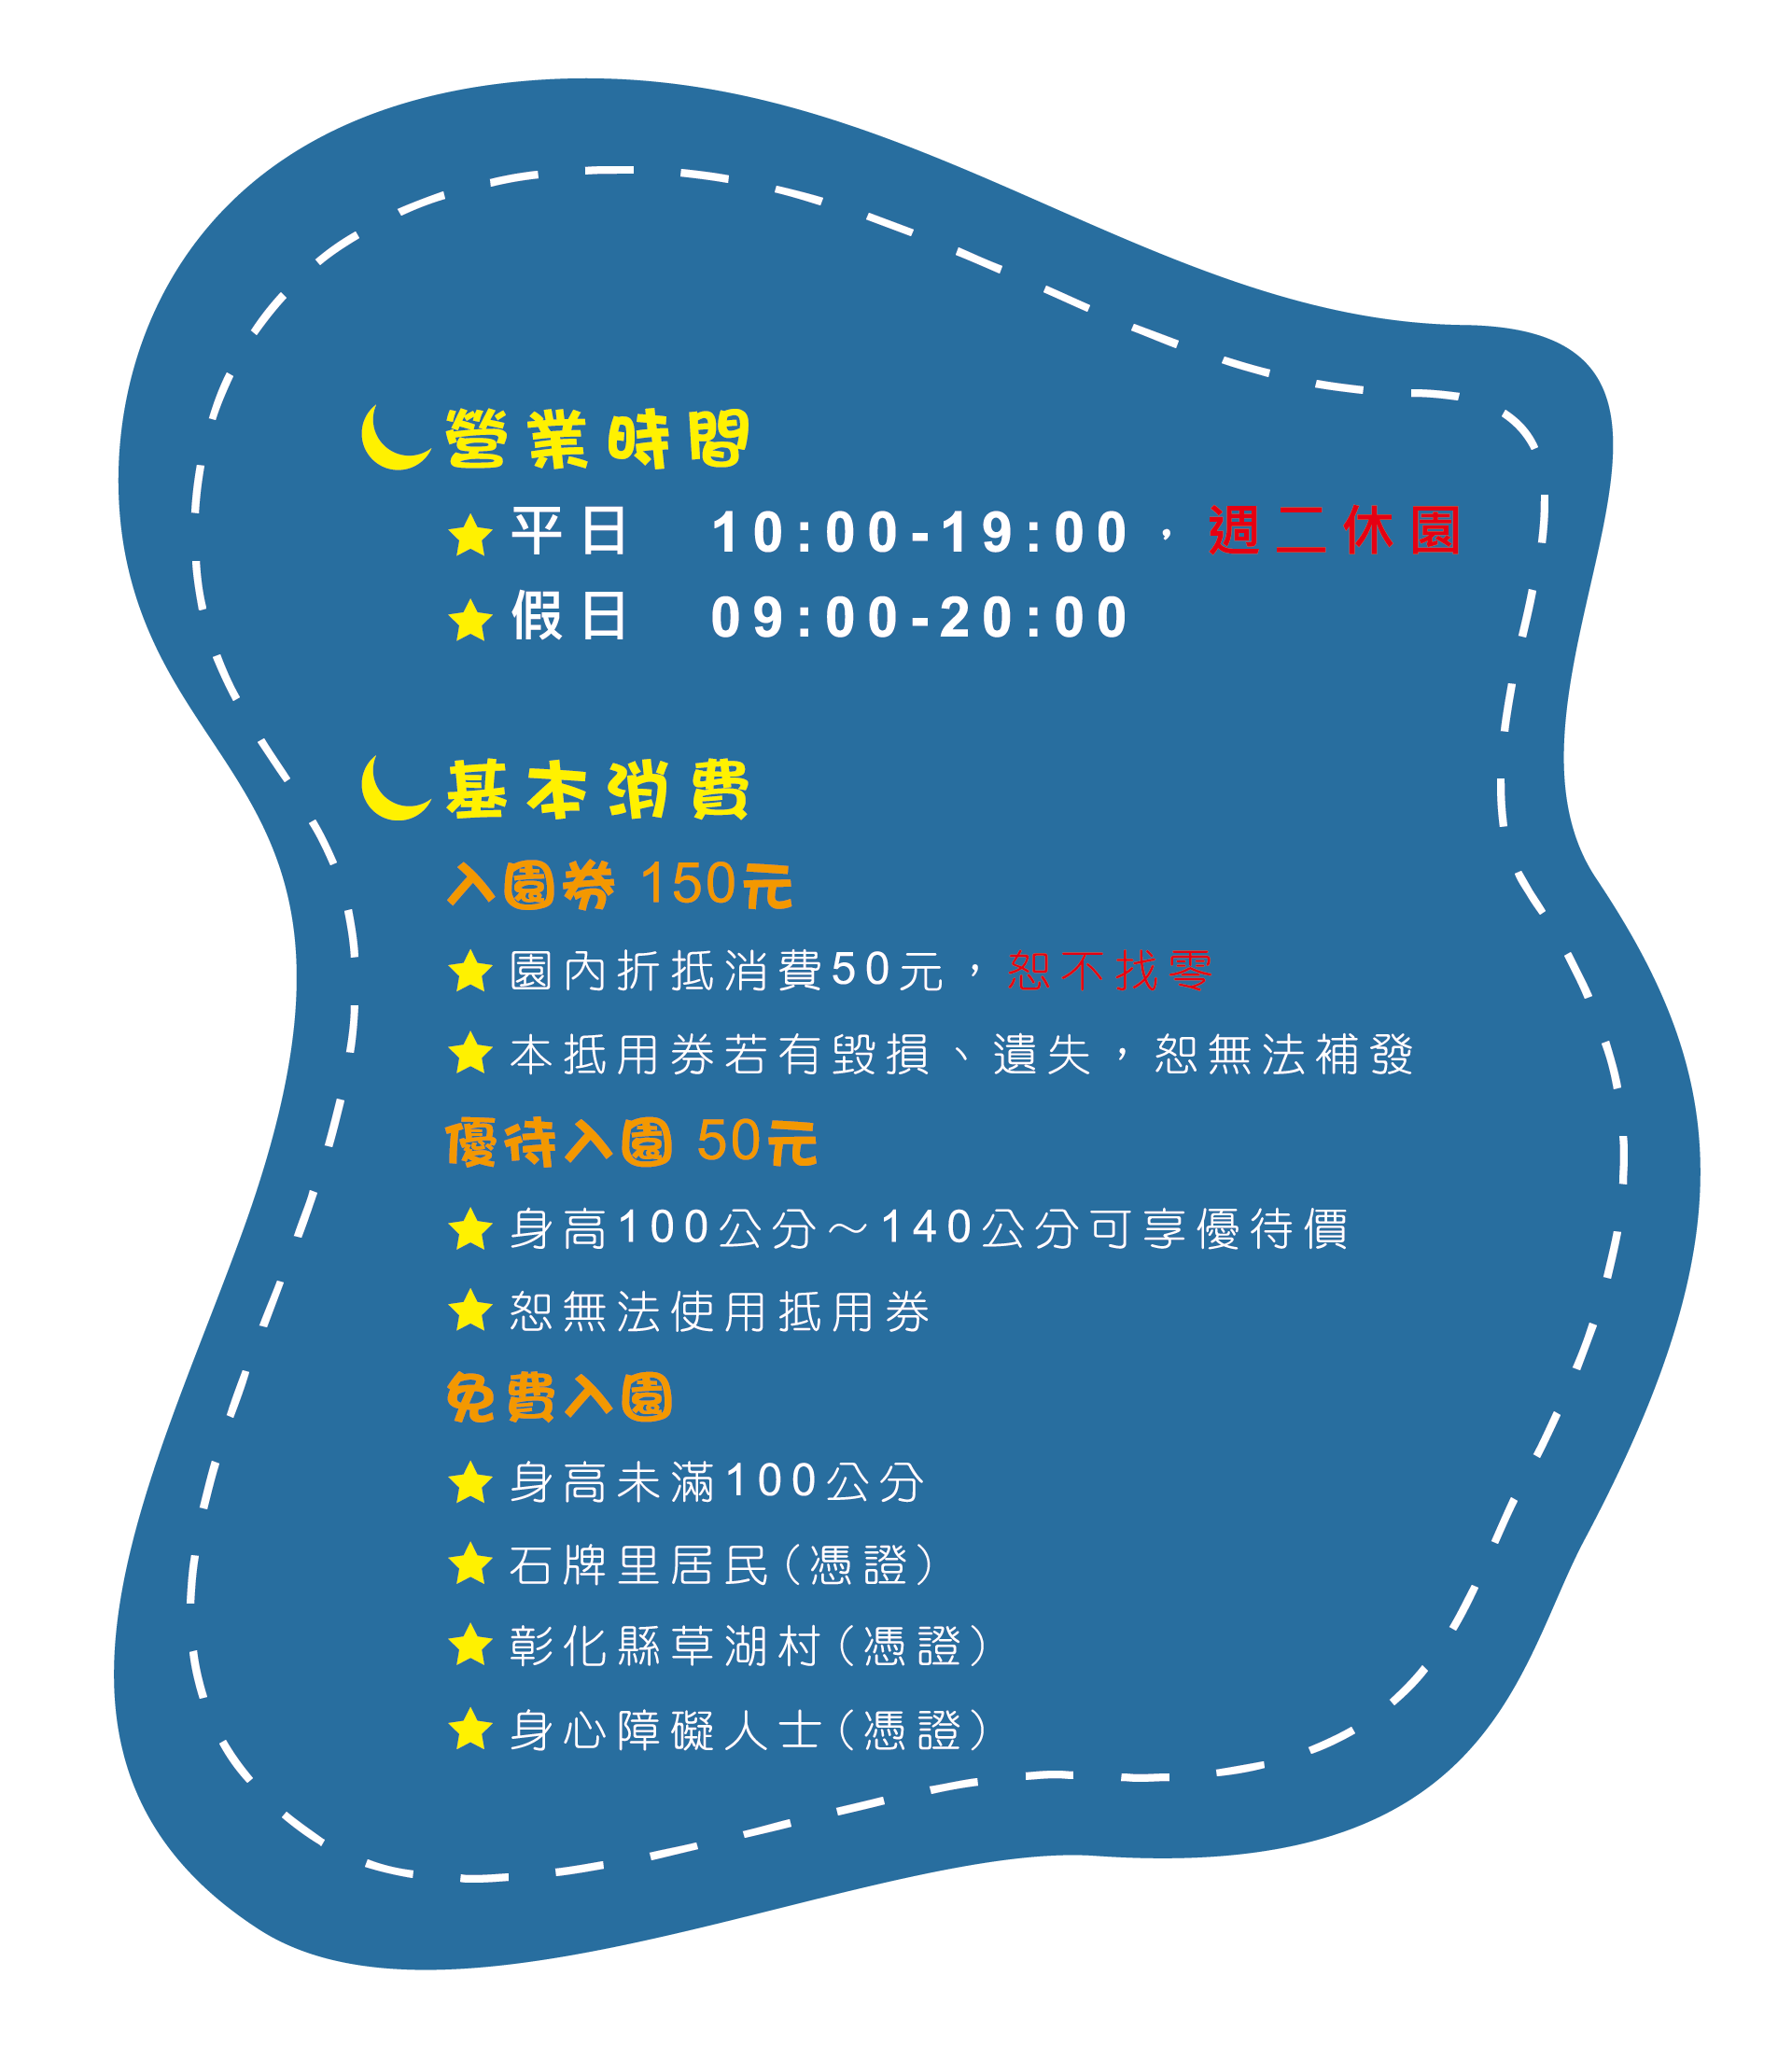 營業時間
平日 10:00-19:00，週二休園
假日 09:00-20:00
基本消費
入園券 150元
園內折抵消費50元，恕不找零
本抵用券若有毀損、遺失，恕無法補發
優待入園 50元
身高100公分～140公分可享優待價
恕無法使用抵用券
免費入園
身高未滿100公分
石牌里居民(憑證)
彰化縣草湖村(憑證)
身心障礙人士(憑證)